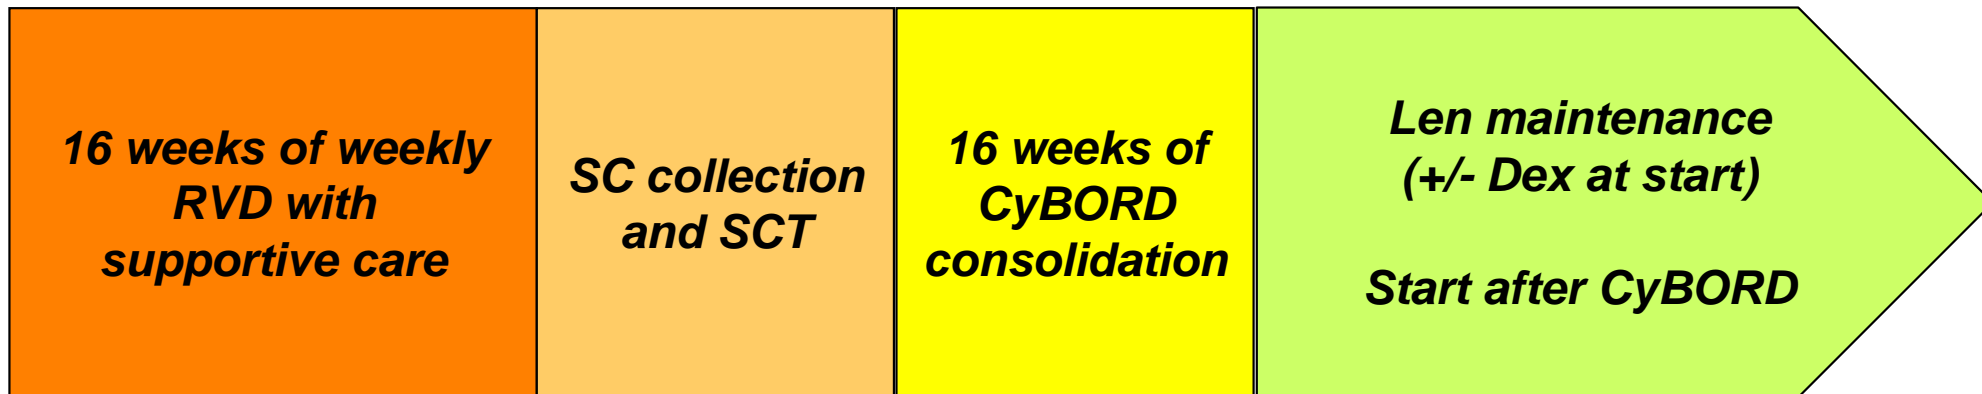 16 weeks of weekly
RVD with
supportive care
SC collection
and SCT
16 weeks of
CyBORD
consolidation
Len maintenance
(+/- Dex at start)
Start after CyBORD